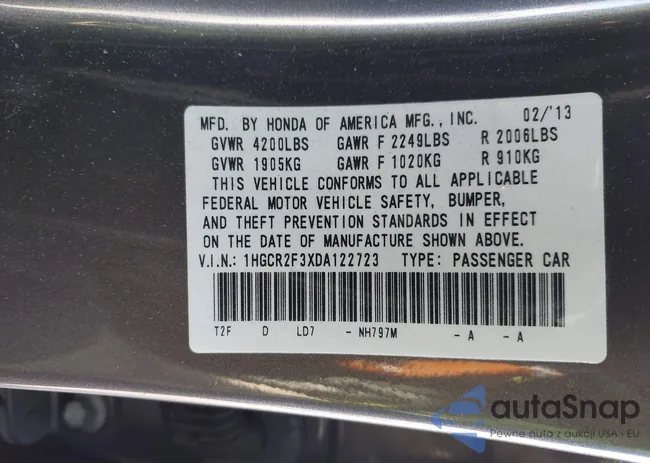 MFD. BY HONDA OF AMERICA MFG., INC. 02/'13
GVWR 4200LBS GAWR F 2249LBS R 2006LBS
GVWR 1905KG GAWR F 1020KG R 910KG
THIS VEHICLE CONFORMS TO ALL APPLICABLE
FEDERAL MOTOR VEHICLE SAFETY, BUMPER,
AND THEFT PREVENTION STANDARDS IN EFFECT
ON THE DATE OF MANUFACTURE SHOWN ABOVE.
V.I.N.: 1HGCR2F3XDA122723 TYPE: PASSENGER CAR
T2F D LD7 - NH797M - A - A
autaSnap
Pewne auta z aukcji USA i EU